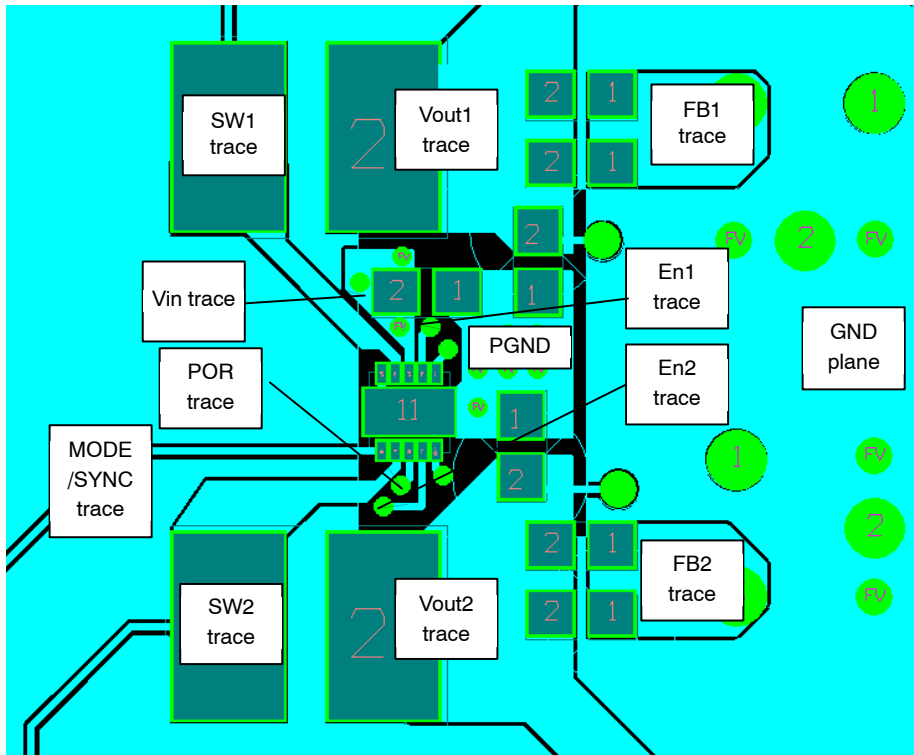 SW1
trace
2
Vout1
trace
2
1
FB1
trace
1
2
1
2
FV
FV
2
FV
Vin trace
2
1
1
En1
trace
FV
PGND
GND
plane
POR
trace
En2
trace
11
FV
1
MODE
/SYNC
trace
2
1
FV
2
2
1
FB2
trace
SW2
trace
2
Vout2
trace
2
1
FV